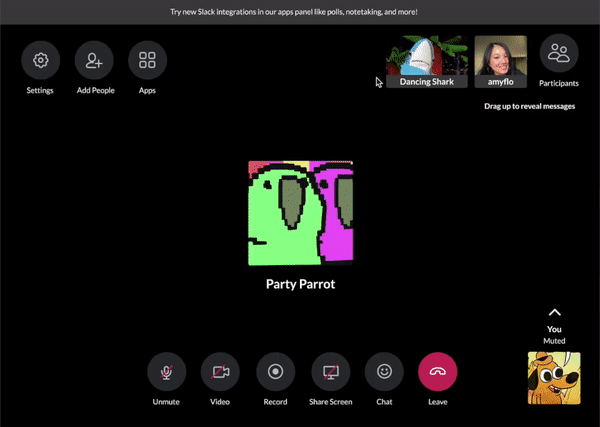 Try new Slack integrations in our apps panel like polls, notetaking, and more!
Settings
Add People
Apps
Dancing Shark
amyflo
Participants
Drag up to reveal messages
Party Parrot
You
Muted
Unmute
Video
Record
Share Screen
Chat
Leave